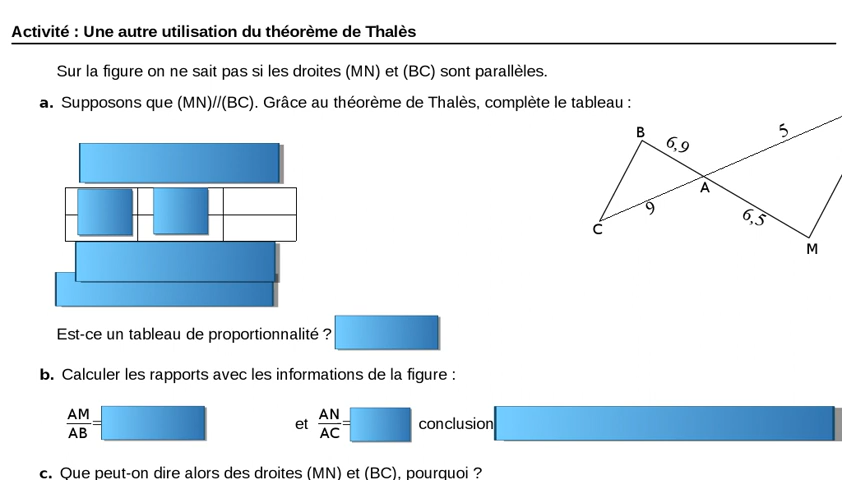 Activité : Une autre utilisation du théorème de Thalès
Sur la figure on ne sait pas si les droites (MN) et (BC) sont parallèles.
a. Supposons que (MN)//(BC). Grâce au théorème de Thalès, complète le tableau :
B
6,9
5
A
9
6,5
C
M
Est-ce un tableau de proportionnalité ?
b. Calculer les rapports avec les informations de la figure :
AM
AB
=
et
AN
AC
=
conclusion
c. Que peut-on dire alors des droites (MN) et (BC), pourquoi ?